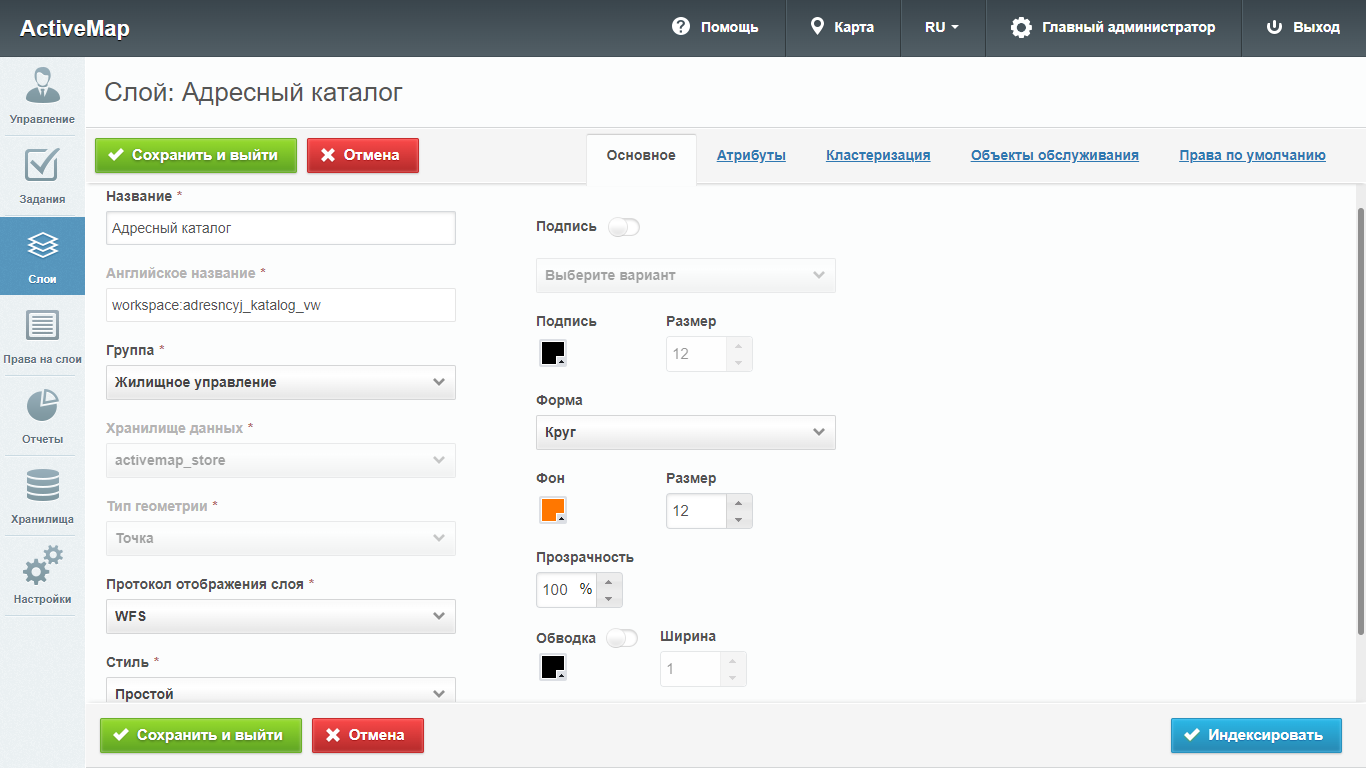 ActiveMap
Помощь
Карта
RU
Главный администратор
Выход
Управление
Задания
Слои
Права на слои
Отчеты
Хранилища
Настройки
Слой: Адресный каталог
Сохранить и выйти
Отмена
Основное
Атрибуты
Кластеризация
Объекты обслуживания
Права по умолчанию
Название *
Адресный каталог
Английское название *
workspace:adresncyj_katalog_vw
Группа *
Жилищное управление
Хранилище данных *
activemap_store
Тип геометрии *
Точка
Протокол отображения слоя *
WFS
Стиль *
Простой
Подпись
Выберите вариант
Подпись
Размер
12
Форма
Круг
Фон
Размер
12
Прозрачность
100 %
Обводка
Ширина
1
Сохранить и выйти
Отмена
Индексировать